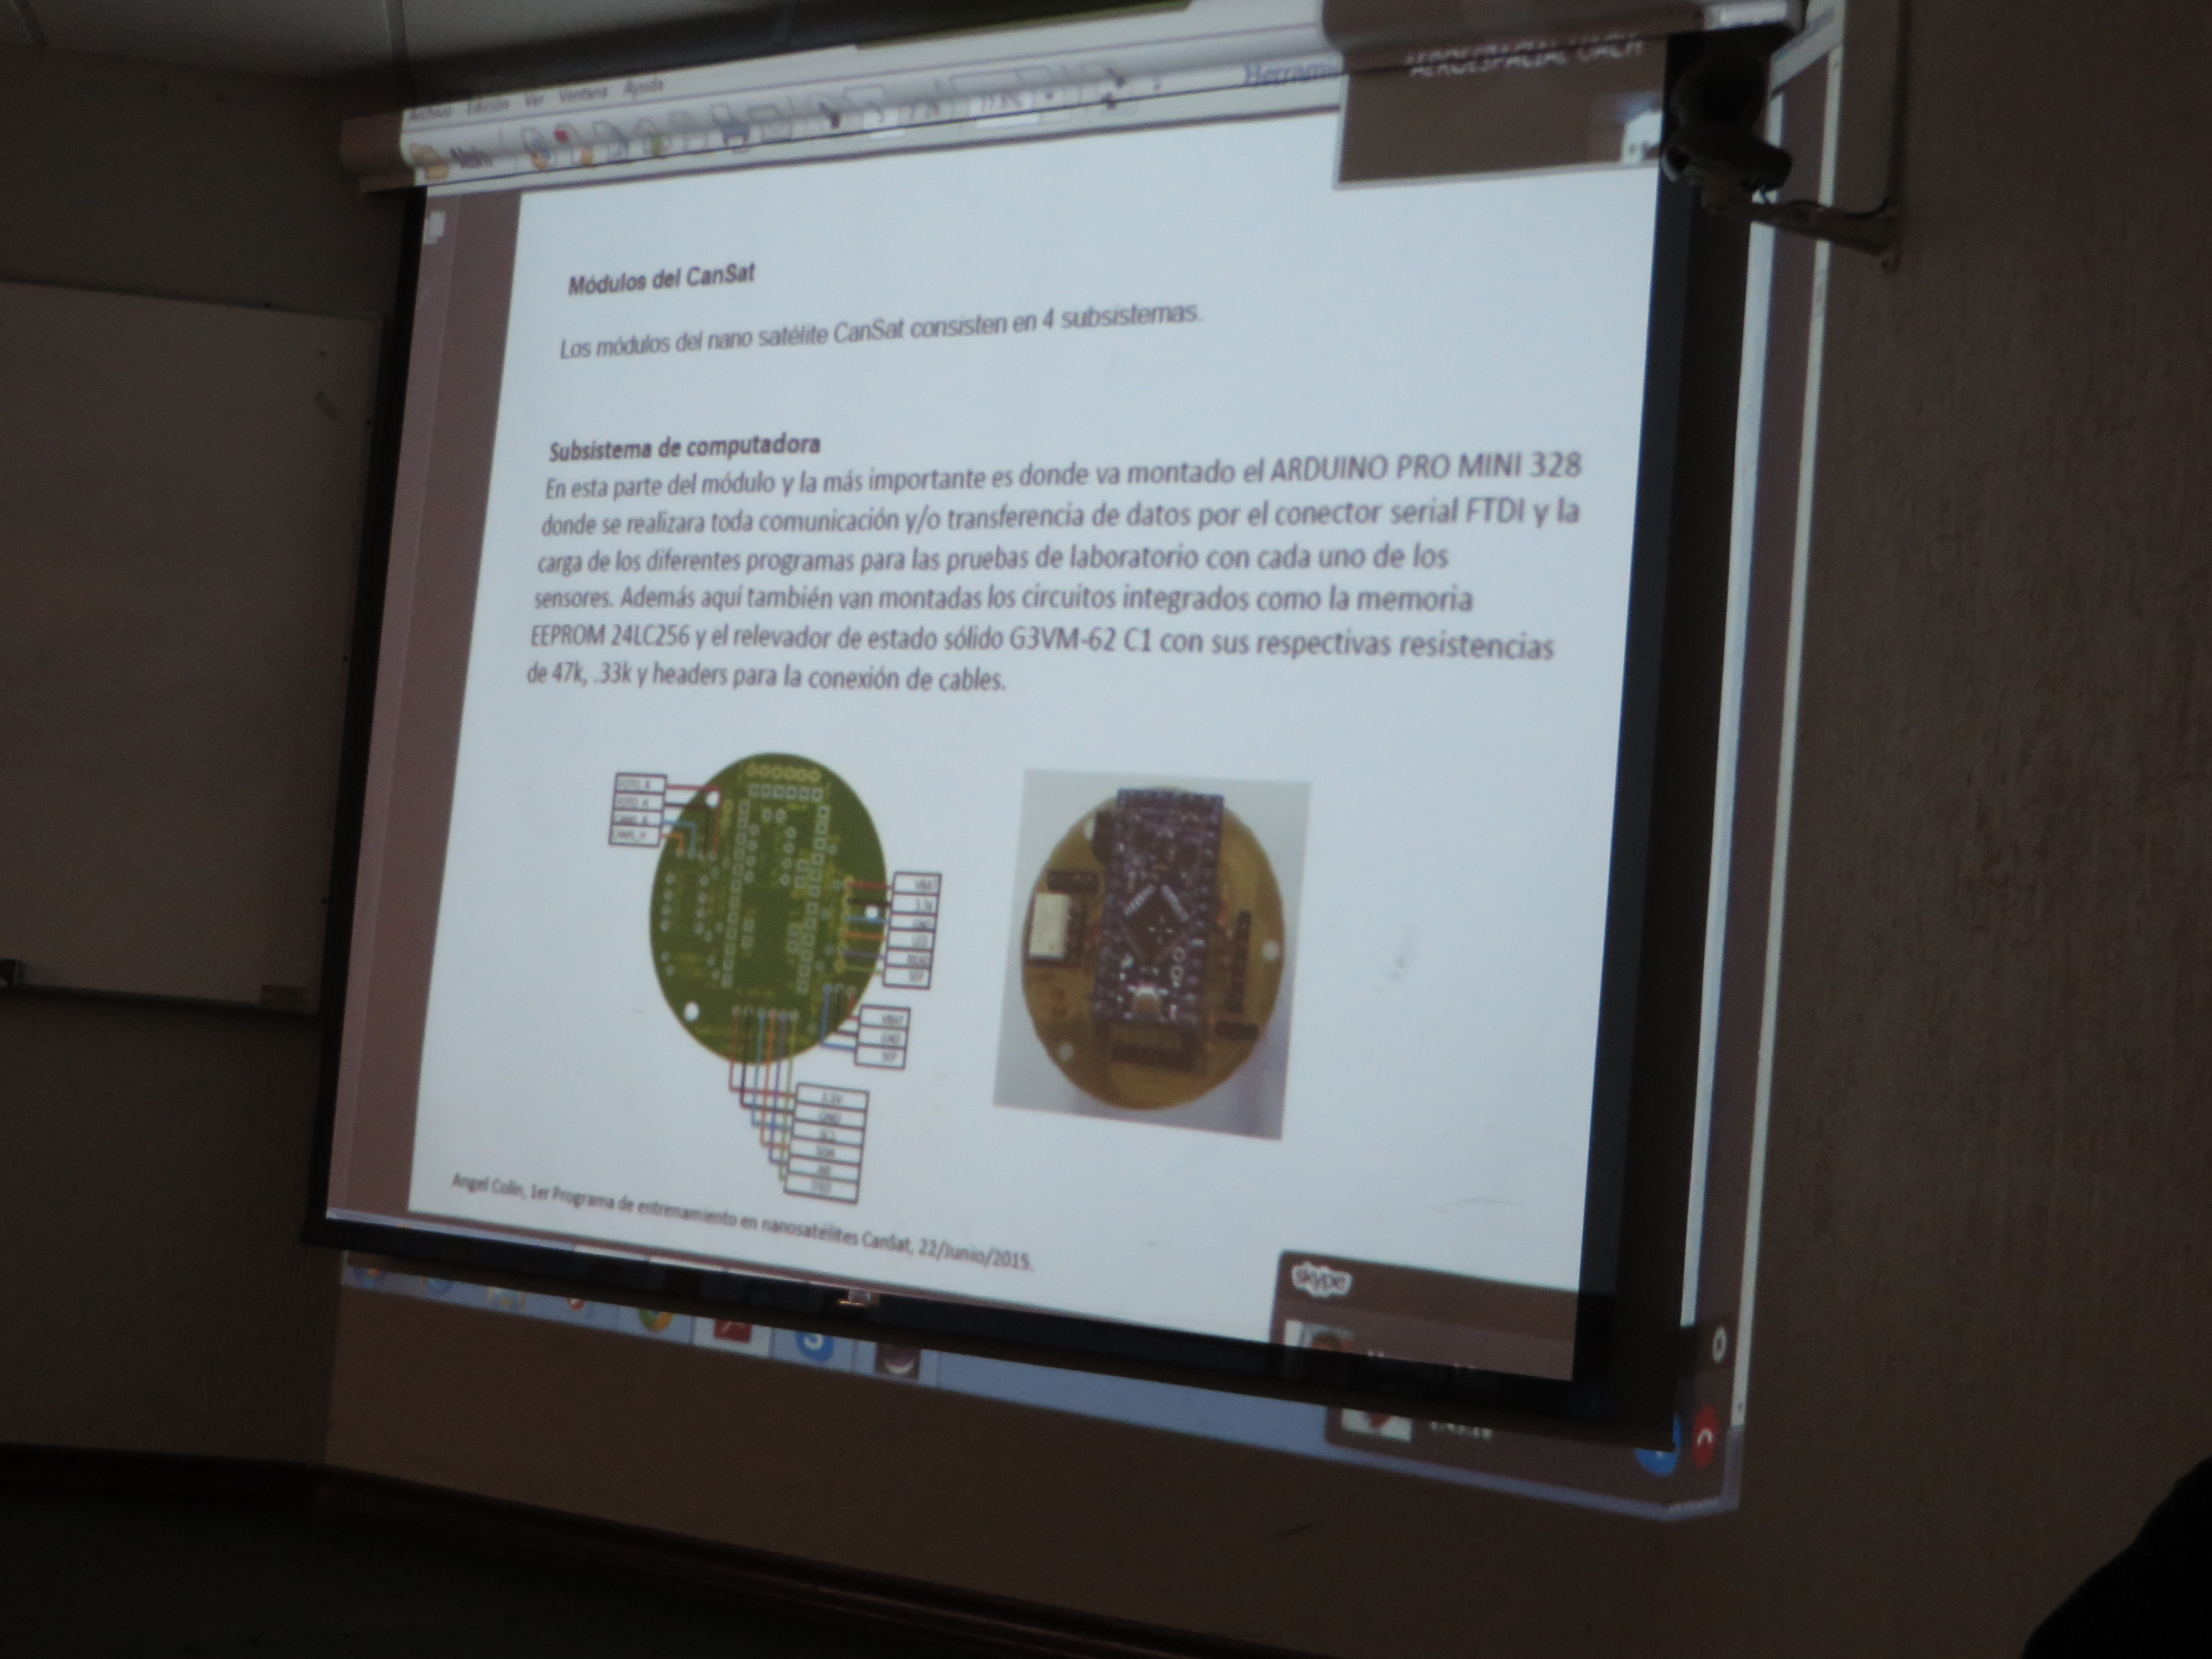 Archivo Edición Ver Ventana Ayuda
AEROESPACIAL UACH
Módulos del CanSat
Los módulos del nano satélite CanSat consisten en 4 subsistemas.
Subsistema de computadora
En esta parte del módulo y la más importante es donde va montado el ARDUINO PRO MINI 328
donde se realizara toda comunicación y/o transferencia de datos por el conector serial FTDI y la
carga de los diferentes programas para las pruebas de laboratorio con cada uno de los
sensores. Además aquí también van montadas los circuitos integrados como la memoria
EEPROM 24LC256 y el relevador de estado sólido G3VM-62 C1 con sus respectivas resistencias
de 47k, .33k y headers para la conexión de cables.
VBAT
GND
SEP
VBAT
GND
SEP
3.3V
GND
Angel Colin, 1er Programa de entrenamiento en nanosatélites CanSat, 22/Junio/2015.
skype